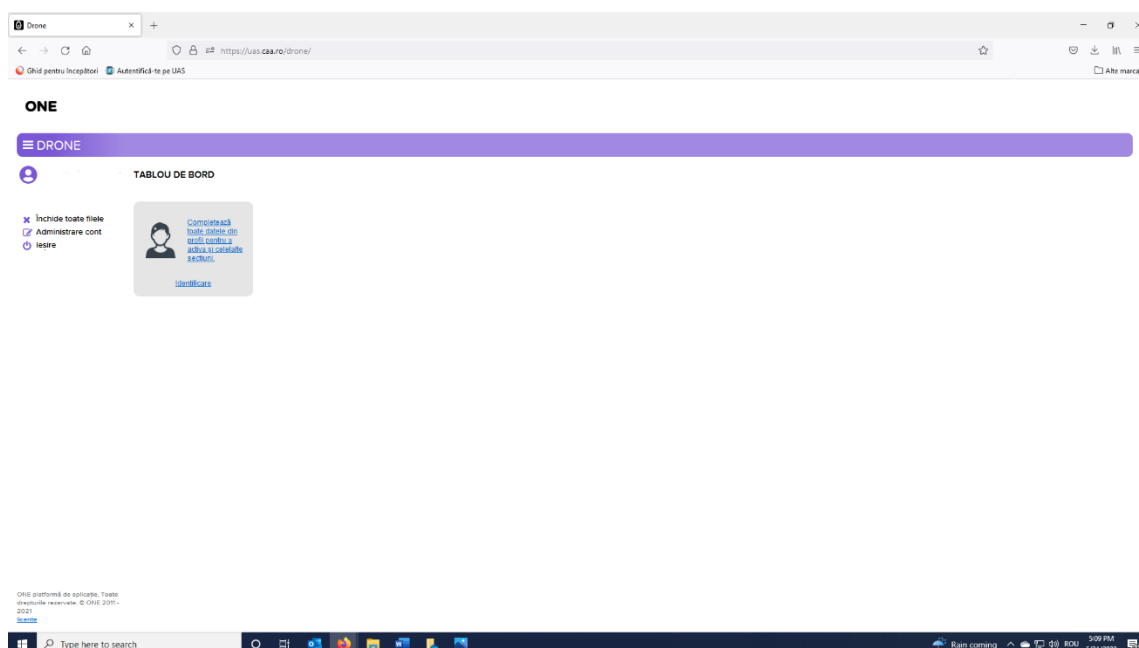 Drone
https://uas.caa.ro/drone/
Ghid pentru începători
Autentifică-te pe UAS
Alte marca
ONE
DRONE
TABLOU DE BORD
Închide toate filele
Administrare cont
Ieșire
Completează
toate datele din
profil pentru a
activa și celelalte
secțiuni.
Identificare
ONE platformă de aplicație. Toate
drepturile rezervate. © ONE 2011 -
2021
licențe
Type here to search
Rain coming
ROU
5:09 PM